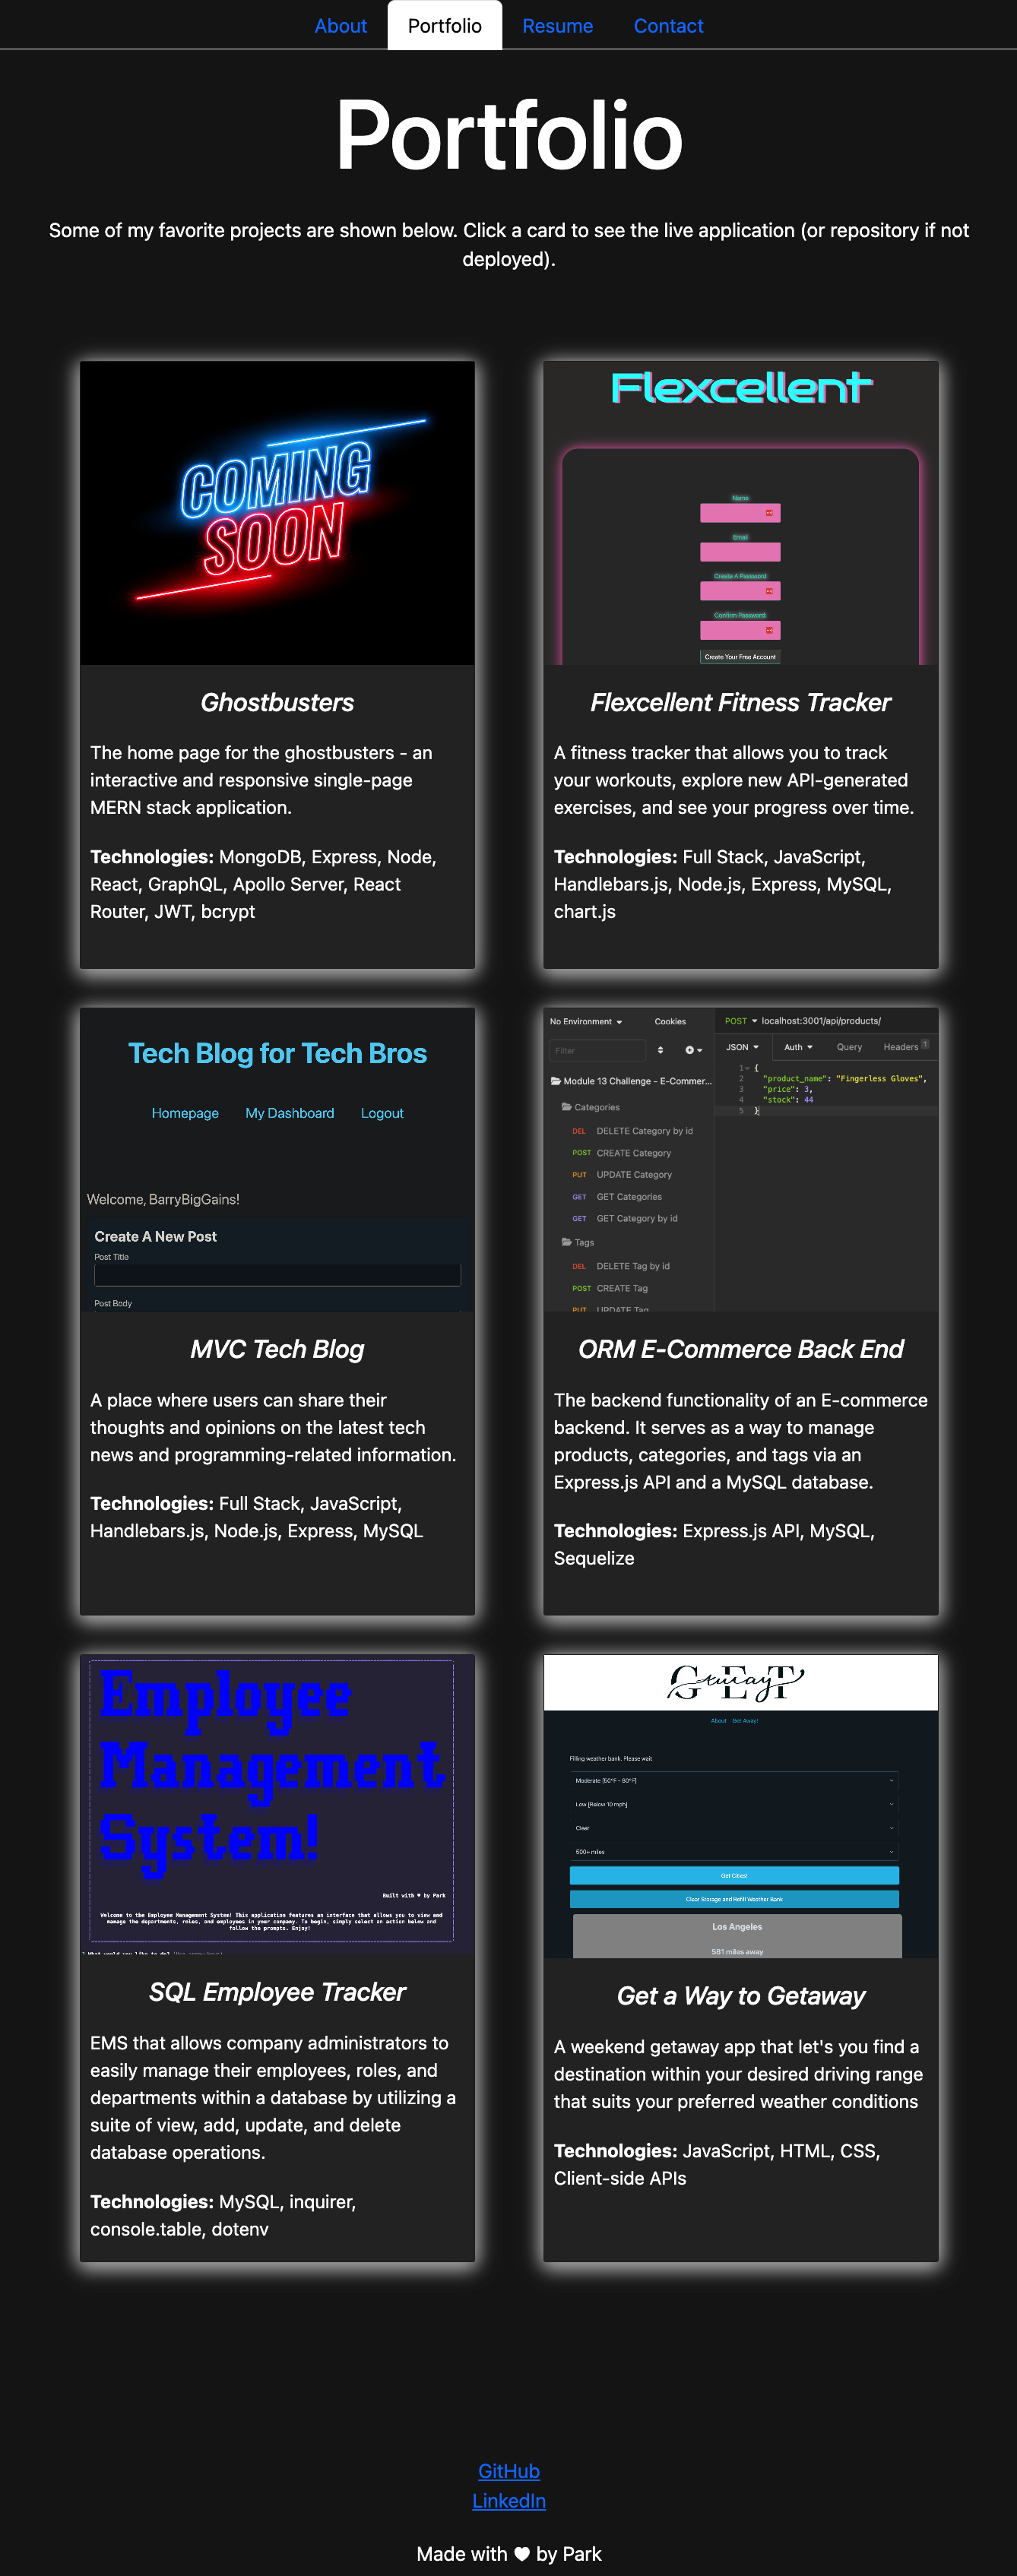 About Portfolio Resume Contact
Portfolio
Some of my favorite projects are shown below. Click a card to see the live application (or repository if not
deployed).
COMING
SOON
Ghostbusters
The home page for the ghostbusters - an
interactive and responsive single-page
MERN stack application.
Technologies: MongoDB, Express, Node,
React, GraphQL, Apollo Server, React
Router, JWT, bcrypt
Flexcellent
Name
Email
Create A Password
Confirm Password
Create Your Free Account
Flexcellent Fitness Tracker
A fitness tracker that allows you to track
your workouts, explore new API-generated
exercises, and see your progress over time.
Technologies: Full Stack, JavaScript,
Handlebars.js, Node.js, Express, MySQL,
chart.js
Tech Blog for Tech Bros
Homepage My Dashboard Logout
Welcome, BarryBigGains!
Create A New Post
Post Title
Post Body
MVC Tech Blog
A place where users can share their
thoughts and opinions on the latest tech
news and programming-related information.
Technologies: Full Stack, JavaScript,
Handlebars.js, Node.js, Express, MySQL
No Environment Cookies
Filter
Module 13 Challenge - E-Commer...
Categories
DEL DELETE Category by id
POST CREATE Category
PUT UPDATE Category
GET GET Categories
GET GET Category by id
Tags
DEL DELETE Tag by id
POST CREATE Tag
PUT UPDATE Tag
POST localhost:3001/api/products/
JSON Auth Query Headers 1
1 {
2 "product_name": "Fingerless Gloves",
3 "price": 3,
4 "stock": 44
5 }
ORM E-Commerce Back End
The backend functionality of an E-commerce
backend. It serves as a way to manage
products, categories, and tags via an
Express.js API and a MySQL database.
Technologies: Express.js API, MySQL,
Sequelize
Employee
Management
System!
Built with ♥ by Park
Welcome to the Employee Management System! This application features an interface that allows you to view and
manage the departments, roles, and employees in your company. To begin, simply select an action below and
follow the prompts. Enjoy!
? What would you like to do?
SQL Employee Tracker
EMS that allows company administrators to
easily manage their employees, roles, and
departments within a database by utilizing a
suite of view, add, update, and delete
database operations.
Technologies: MySQL, inquirer,
console.table, dotenv
GET
away
About Get Away!
Filling weather bank, Please wait
Moderate [50°F - 80°F]
Low [Below 10 mph]
Clear
500+ miles
Get Cities!
Clear Storage and Refill Weather Bank
Los Angeles
581 miles away
Get a Way to Getaway
A weekend getaway app that let's you find a
destination within your desired driving range
that suits your preferred weather conditions
Technologies: JavaScript, HTML, CSS,
Client-side APIs
GitHub
LinkedIn
Made with ♥ by Park